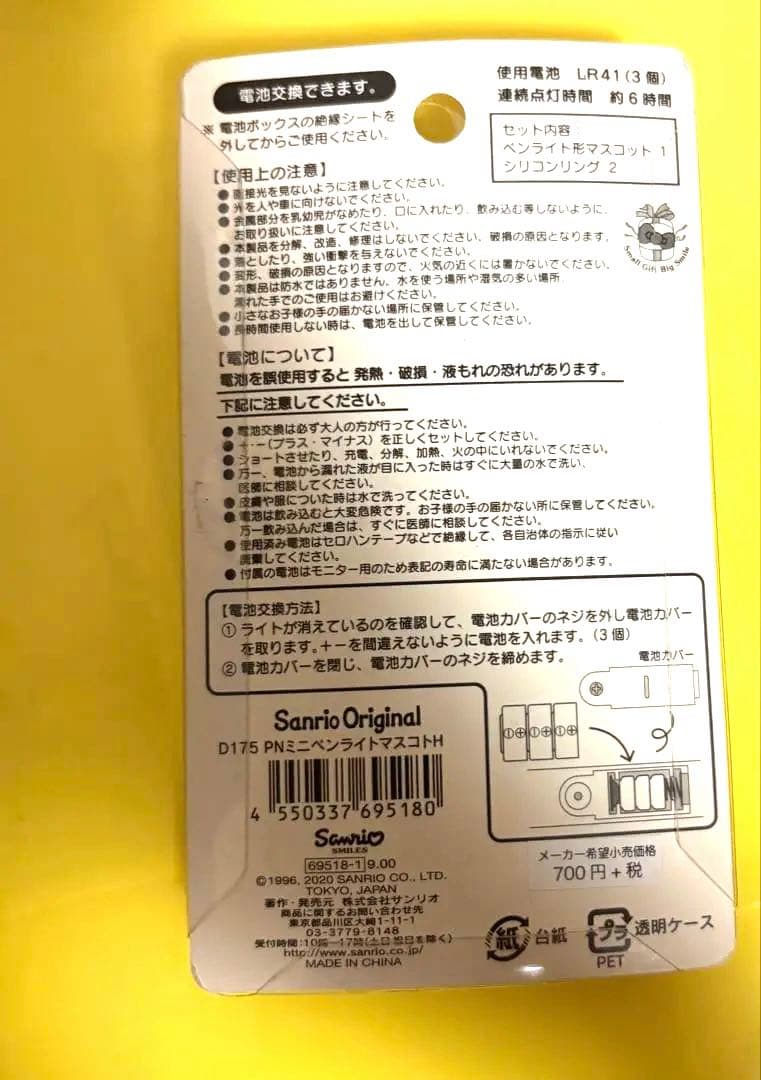 電池交換できます。
※ 電池ボックスの絶縁シートを
外してからご使用ください。
使用電池 LR41(3個)
連続点灯時間 約6時間
セット内容:
ペンライト形マスコット 1
シリコンリング 2
Small Gift Big Smile
【使用上の注意】
●直接光を見ないように注意してください。
●光を人や車に向けないでください。
●金属部分を乳幼児がなめたり、口に入れたり、飲み込む等しないように、
お取り扱いに注意してください。
●本製品を分解、改造、修理はしないでください。破損の原因となります。
●落としたり、強い衝撃を与えないでください。
●変形、破損の原因となりますので、火気の近くには置かないでください。
●本製品は防水ではありません。水を使う場所や湿気の多い場所、
濡れた手でのご使用はお避けください。
●小さなお子様の手の届かない場所に保管してください。
●長時間使用しない時は、電池を出して保管してください。
【電池について】
電池を誤使用すると発熱・破損・液もれの恐れがあります。
下記に注意してください。
●電池交換は必ず大人の方が行ってください。
●＋・－(プラス・マイナス)を正しくセットしてください。
●ショートさせたり、充電、分解、加熱、火の中にいれないでください。
●万一、電池から漏れた液が目に入った時はすぐに大量の水で洗い、
医師に相談してください。
●皮膚や服についた時は水で洗ってください。
●電池は飲み込むと大変危険です。お子様の手の届かない所に保管してください。
万一飲み込んだ場合は、すぐに医師に相談してください。
●使用済み電池はセロハンテープなどで絶縁して、各自治体の指示に従い
廃棄してください。
●付属の電池はモニター用のため表記の寿命に満たない場合があります。
【電池交換方法】
① ライトが消えているのを確認して、電池カバーのネジを外し電池カバー
を取ります。＋－を間違えないように電池を入れます。(3個)
② 電池カバーを閉じ、電池カバーのネジを締めます。
電池カバー
Sanrio Original
D175 PNミニペンライトマスコトH
4 550337 695180
Sanrio
SMILES
69518-1 9.00
©1996, 2020 SANRIO CO., LTD.
TOKYO, JAPAN
著作・発売元 株式会社サンリオ
商品に関するお問い合わせ先
東京都品川区大崎1-11-1
03-3779-8148
受付時間:10時―17時(土日祝日を除く)
http://www.sanrio.co.jp/
MADE IN CHINA
メーカー希望小売価格
700円+税
紙 台紙
プラ 透明ケース
PET